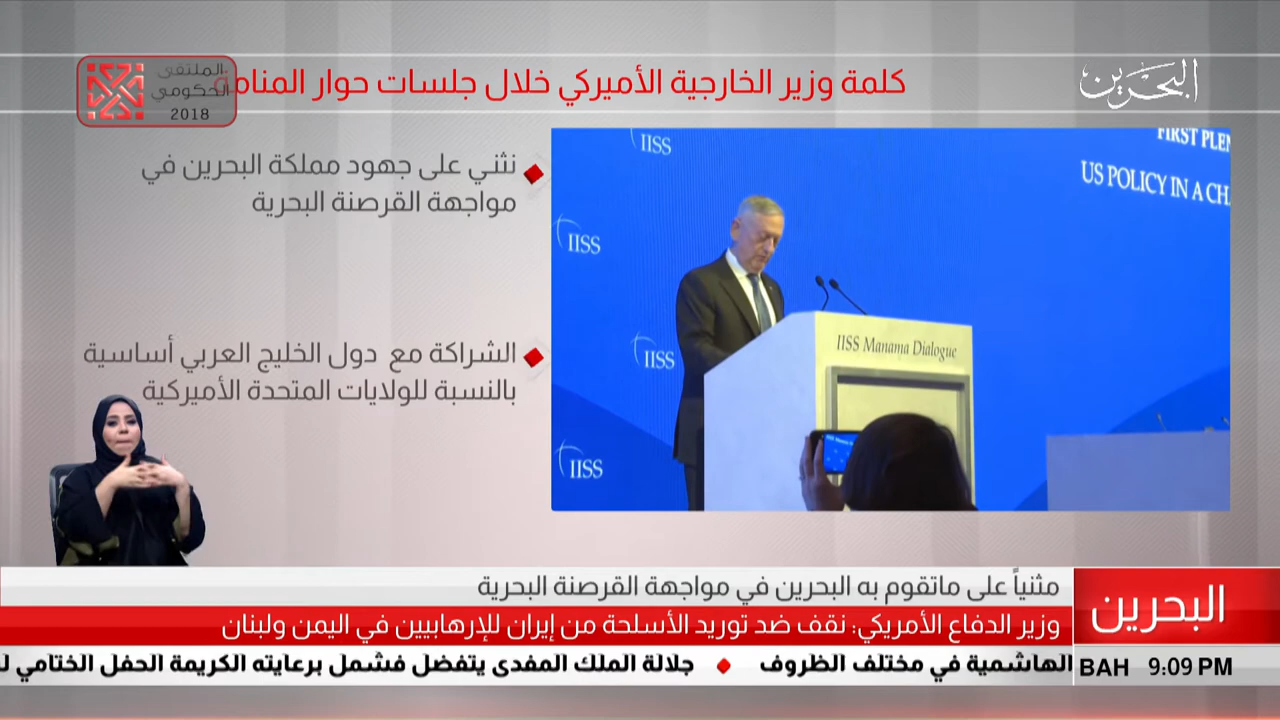 كلمة وزير الخارجية الأميركي خلال جلسات حوار المنامة
الملتقى
الحكومي
2018
البحرين
نثني على جهود مملكة البحرين في
مواجهة القرصنة البحرية
الشراكة مع دول الخليج العربي أساسية
بالنسبة للولايات المتحدة الأميركية
IISS
FIRST PLEN
US POLICY IN A CH
IISS
IISS
IISS
IISS Manama Dialogue
مثنياً على ماتقوم به البحرين في مواجهة القرصنة البحرية
البحرين
وزير الدفاع الأمريكي: نقف ضد توريد الأسلحة من إيران للإرهابيين في اليمن ولبنان
الهاشمية في مختلف الظروف
جلالة الملك المفدى يتفضل فشمل برعايته الكريمة الحفل الختامي ل
BAH 9:09 PM